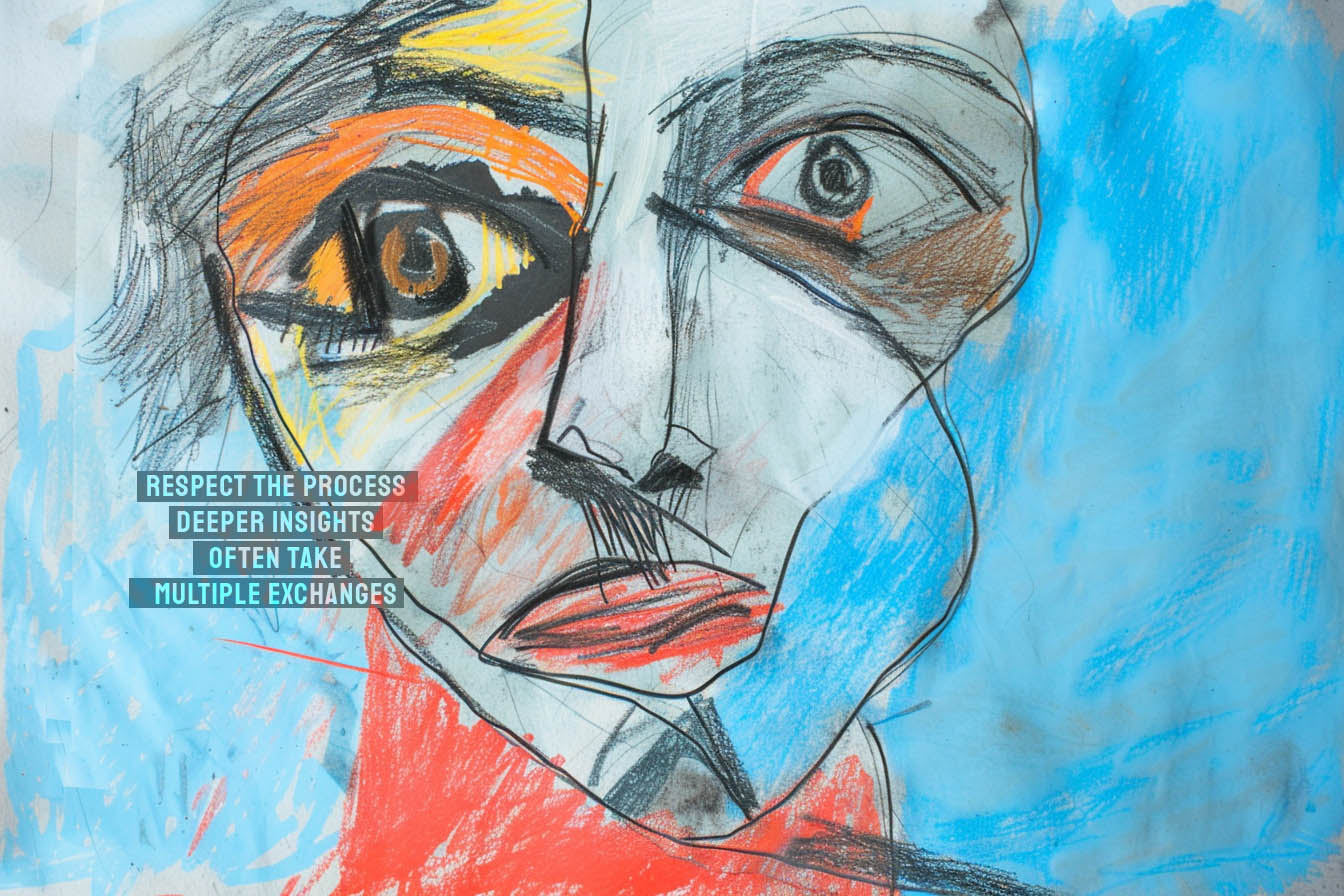 RESPECT THE PROCESS
DEEPER INSIGHTS
OFTEN TAKE
MULTIPLE EXCHANGES